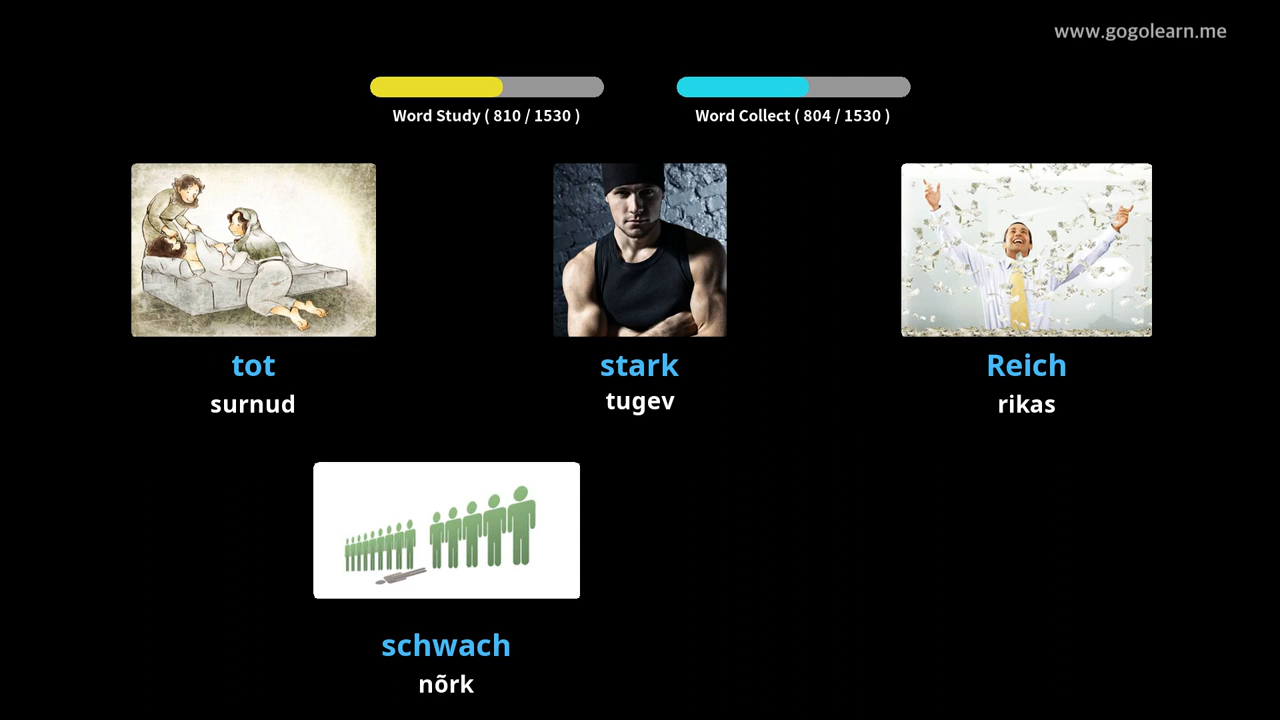 www.gogolearn.me
Word Study ( 810 / 1530 )
Word Collect ( 804 / 1530 )
tot
surnud
stark
tugev
Reich
rikas
schwach
nõrk